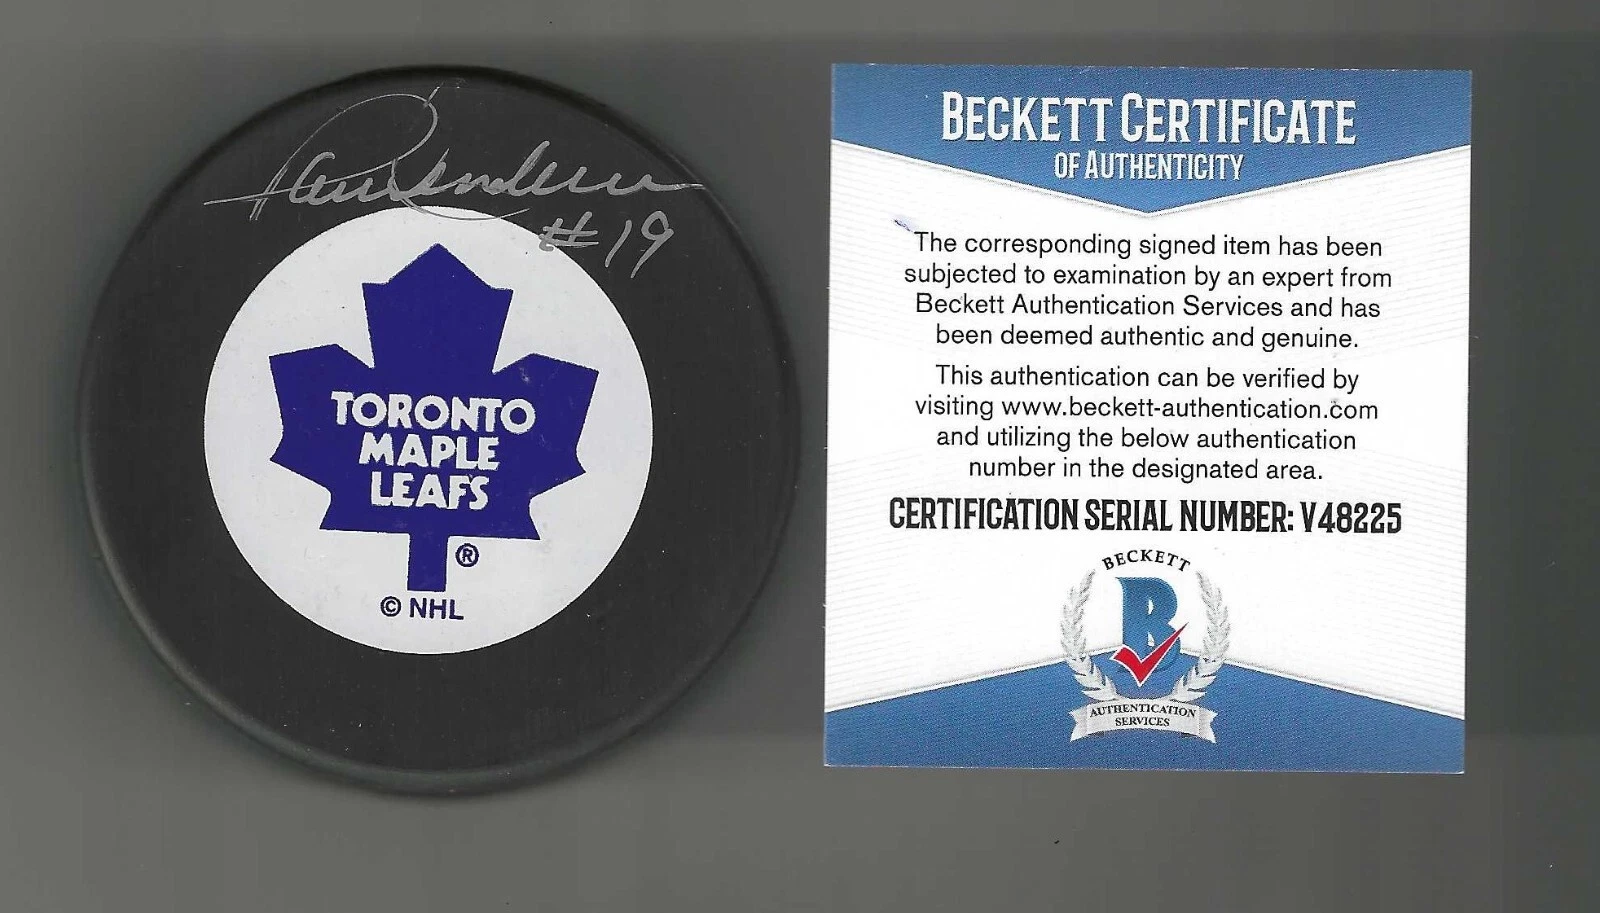 Paul Henderson
#19
TORONTO
MAPLE
LEAFS
®
© NHL
BECKETT CERTIFICATE
OF AUTHENTICITY
The corresponding signed item has been
subjected to examination by an expert from
Beckett Authentication Services and has
been deemed authentic and genuine.
This authentication can be verified by
visiting www.beckett-authentication.com
and utilizing the below authentication
number in the designated area.
CERTIFICATION SERIAL NUMBER: V48225
BECKETT
B
AUTHENTICATION
SERVICES